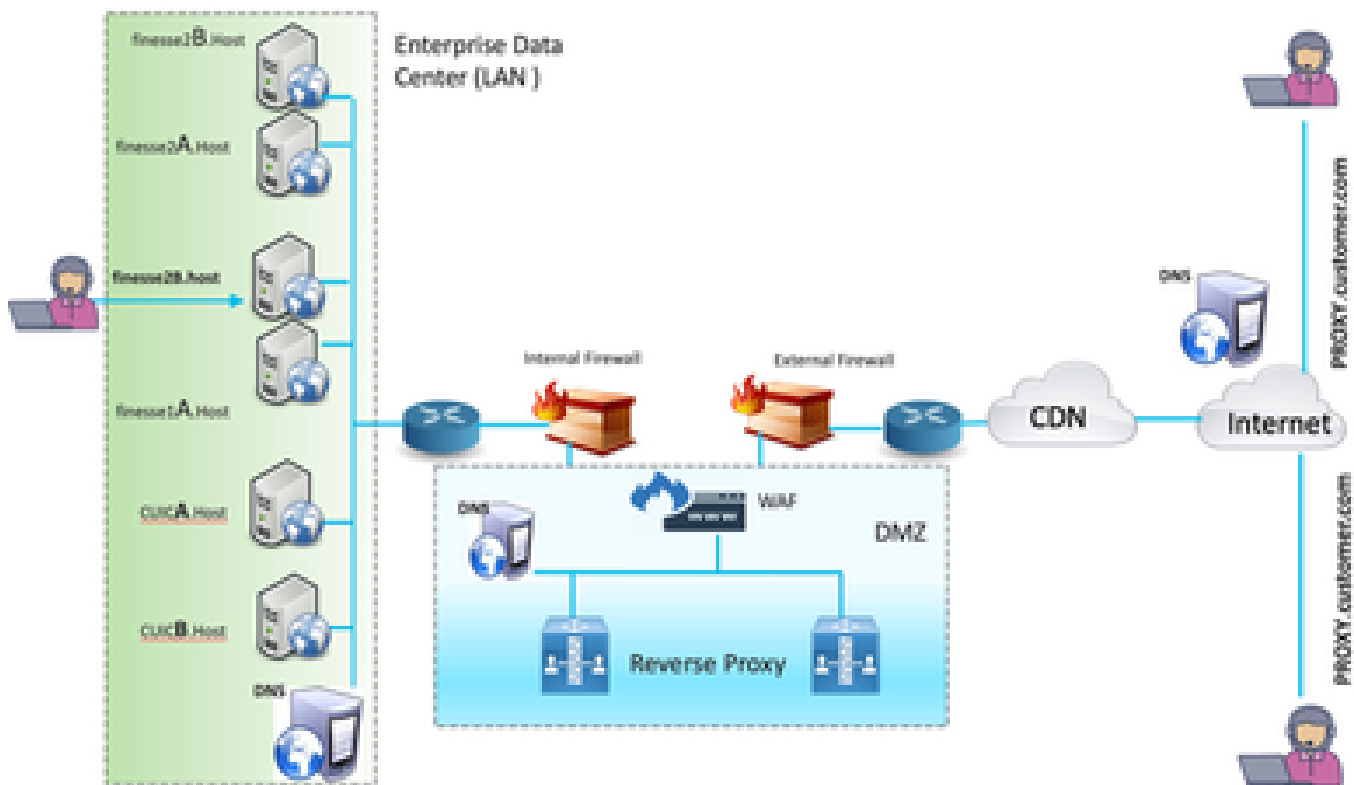 finesse2B.Host
Enterprise Data
Center (LAN )
finesse2A.Host
finesse2B.host
DNS
PROXY.customer.com
Internal Firewall
External Firewall
finesse1A.Host
CDN
Internet
CUICA.Host
DNS
WAF
DMZ
PROXY.customer.com
CUICB.Host
Reverse Proxy
DNS